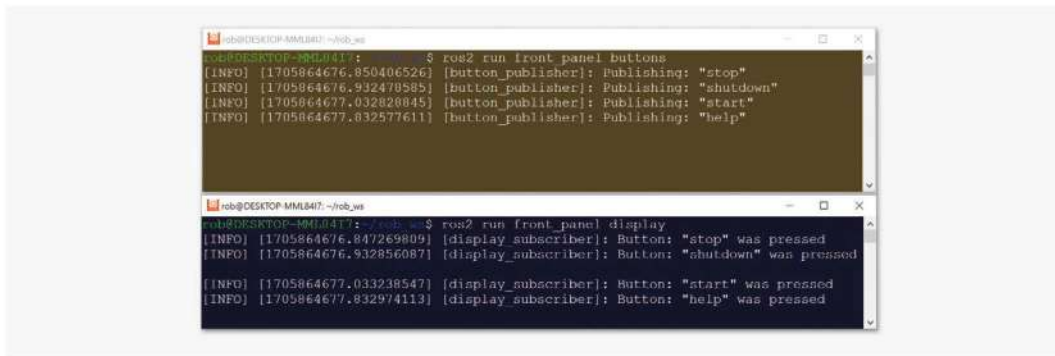 rob@DESKTOP-MML84I7: ~/rob_ws
rob@DESKTOP-MML84I7:~/rob_ws$ ros2 run front_panel buttons
[INFO] [1705864676.850406526] [button_publisher]: Publishing: "stop"
[INFO] [1705864676.932478585] [button_publisher]: Publishing: "shutdown"
[INFO] [1705864677.032828845] [button_publisher]: Publishing: "start"
[INFO] [1705864677.832577611] [button_publisher]: Publishing: "help"
rob@DESKTOP-MML84I7: ~/rob_ws
rob@DESKTOP-MML84I7:~/rob_ws$ ros2 run front_panel display
[INFO] [1705864676.847269809] [display_subscriber]: Button: "stop" was pressed
[INFO] [1705864676.932856087] [display_subscriber]: Button: "shutdown" was pressed
[INFO] [1705864677.033238547] [display_subscriber]: Button: "start" was pressed
[INFO] [1705864677.832974113] [display_subscriber]: Button: "help" was pressed